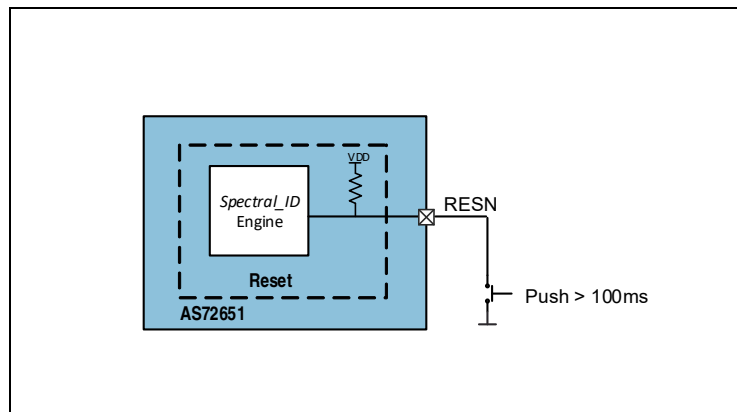 VDD
Spectral_ID
Engine
RESN
Reset
Push > 100ms
AS72651